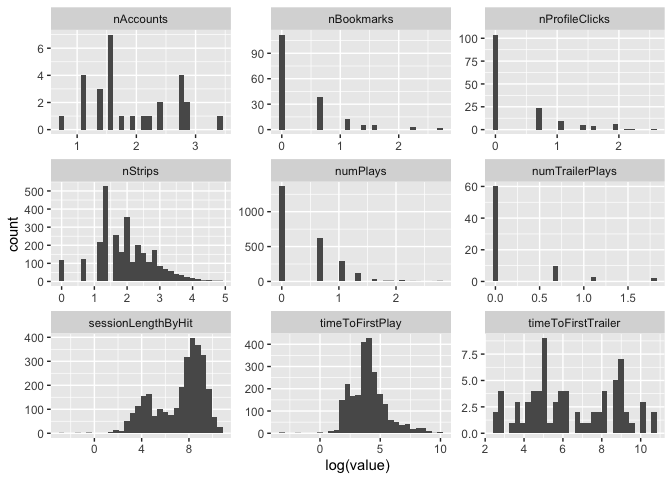 nAccounts
nBookmarks
nProfileClicks
6
4
2
0
1 2 3
90
60
30
0
0 1 2
100
75
50
25
0
0 1 2
nStrips
numPlays
numTrailerPlays
500
400
300
200
100
0
0 1 2 3 4 5
1000
500
0
0 1 2
60
40
20
0
0.0 0.5 1.0 1.5
sessionLengthByHit
timeToFirstPlay
timeToFirstTrailer
400
300
200
100
0
0 4 8
400
300
200
100
0
0 5 10
7.5
5.0
2.5
0.0
2 4 6 8 10
count
log(value)